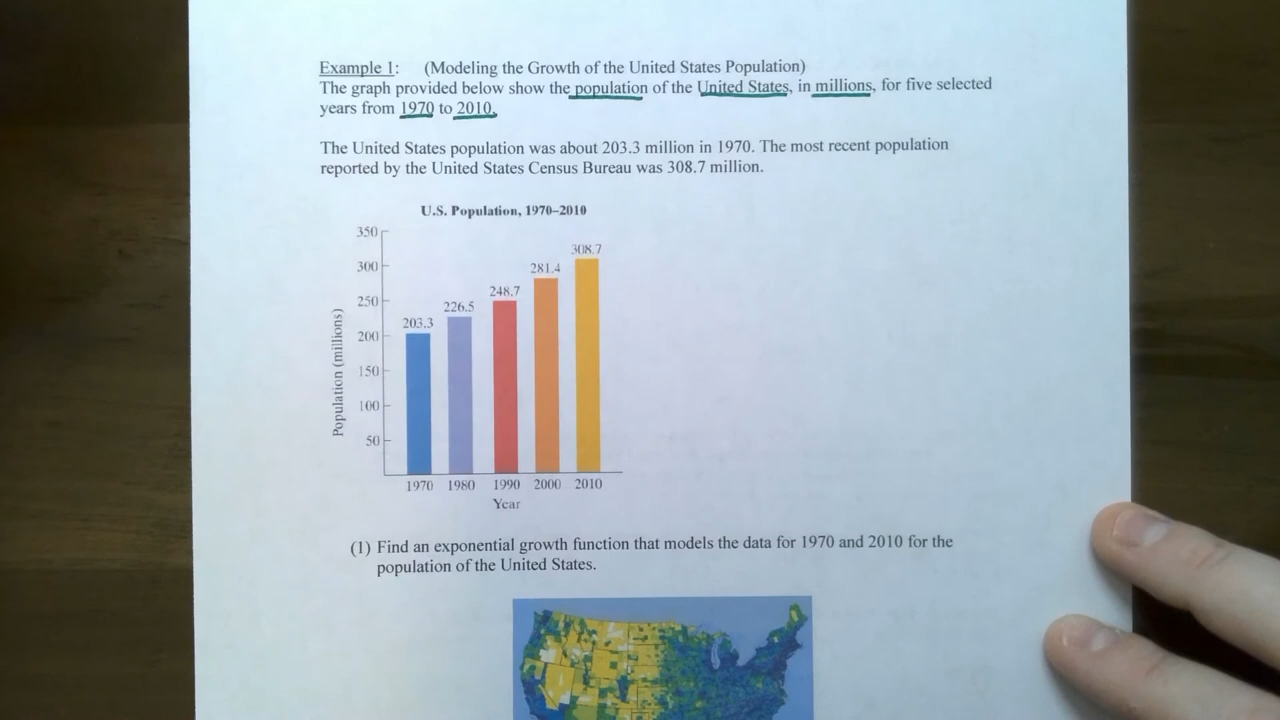 Example 1: (Modeling the Growth of the United States Population)
The graph provided below show the population of the United States, in millions, for five selected
years from 1970 to 2010.
The United States population was about 203.3 million in 1970. The most recent population
reported by the United States Census Bureau was 308.7 million.
U.S. Population, 1970–2010
350
300
250
200
150
100
50
Population (millions)
203.3
226.5
248.7
281.4
308.7
1970 1980 1990 2000 2010
Year
(1) Find an exponential growth function that models the data for 1970 and 2010 for the
population of the United States.